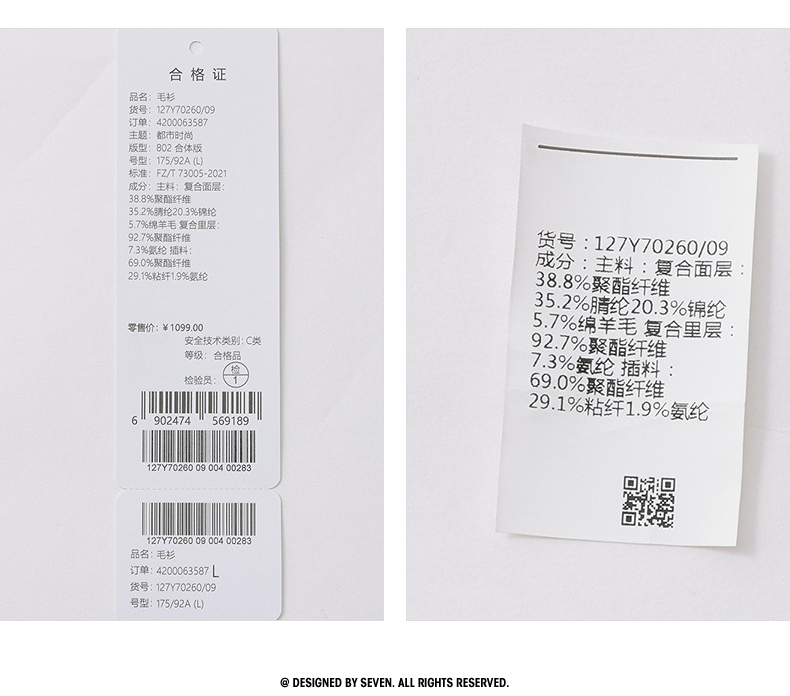 合格证
品名：毛衫
货号：127Y70260/09
订单：4200063587
主题：都市时尚
版型：802 合体版
号型：175/92A (L)
标准：FZ/T 73005-2021
成分：主料：复合面层：
38.8%聚酯纤维
35.2%腈纶20.3%锦纶
5.7%绵羊毛 复合里层：
92.7%聚酯纤维
7.3%氨纶 插料：
69.0%聚酯纤维
29.1%粘纤1.9%氨纶
零售价：¥1099.00
安全技术类别：C类
等级：合格品
检验员：检 1
6 902474 569189
127Y70260 09 004 00283
127Y70260 09 004 00283
品名：毛衫
订单：4200063587 L
货号：127Y70260/09
号型：175/92A (L)
货号：127Y70260/09
成分：主料：复合面层：
38.8%聚酯纤维
35.2%腈纶20.3%锦纶
5.7%绵羊毛 复合里层：
92.7%聚酯纤维
7.3%氨纶 插料：
69.0%聚酯纤维
29.1%粘纤1.9%氨纶
@ DESIGNED BY SEVEN. ALL RIGHTS RESERVED.